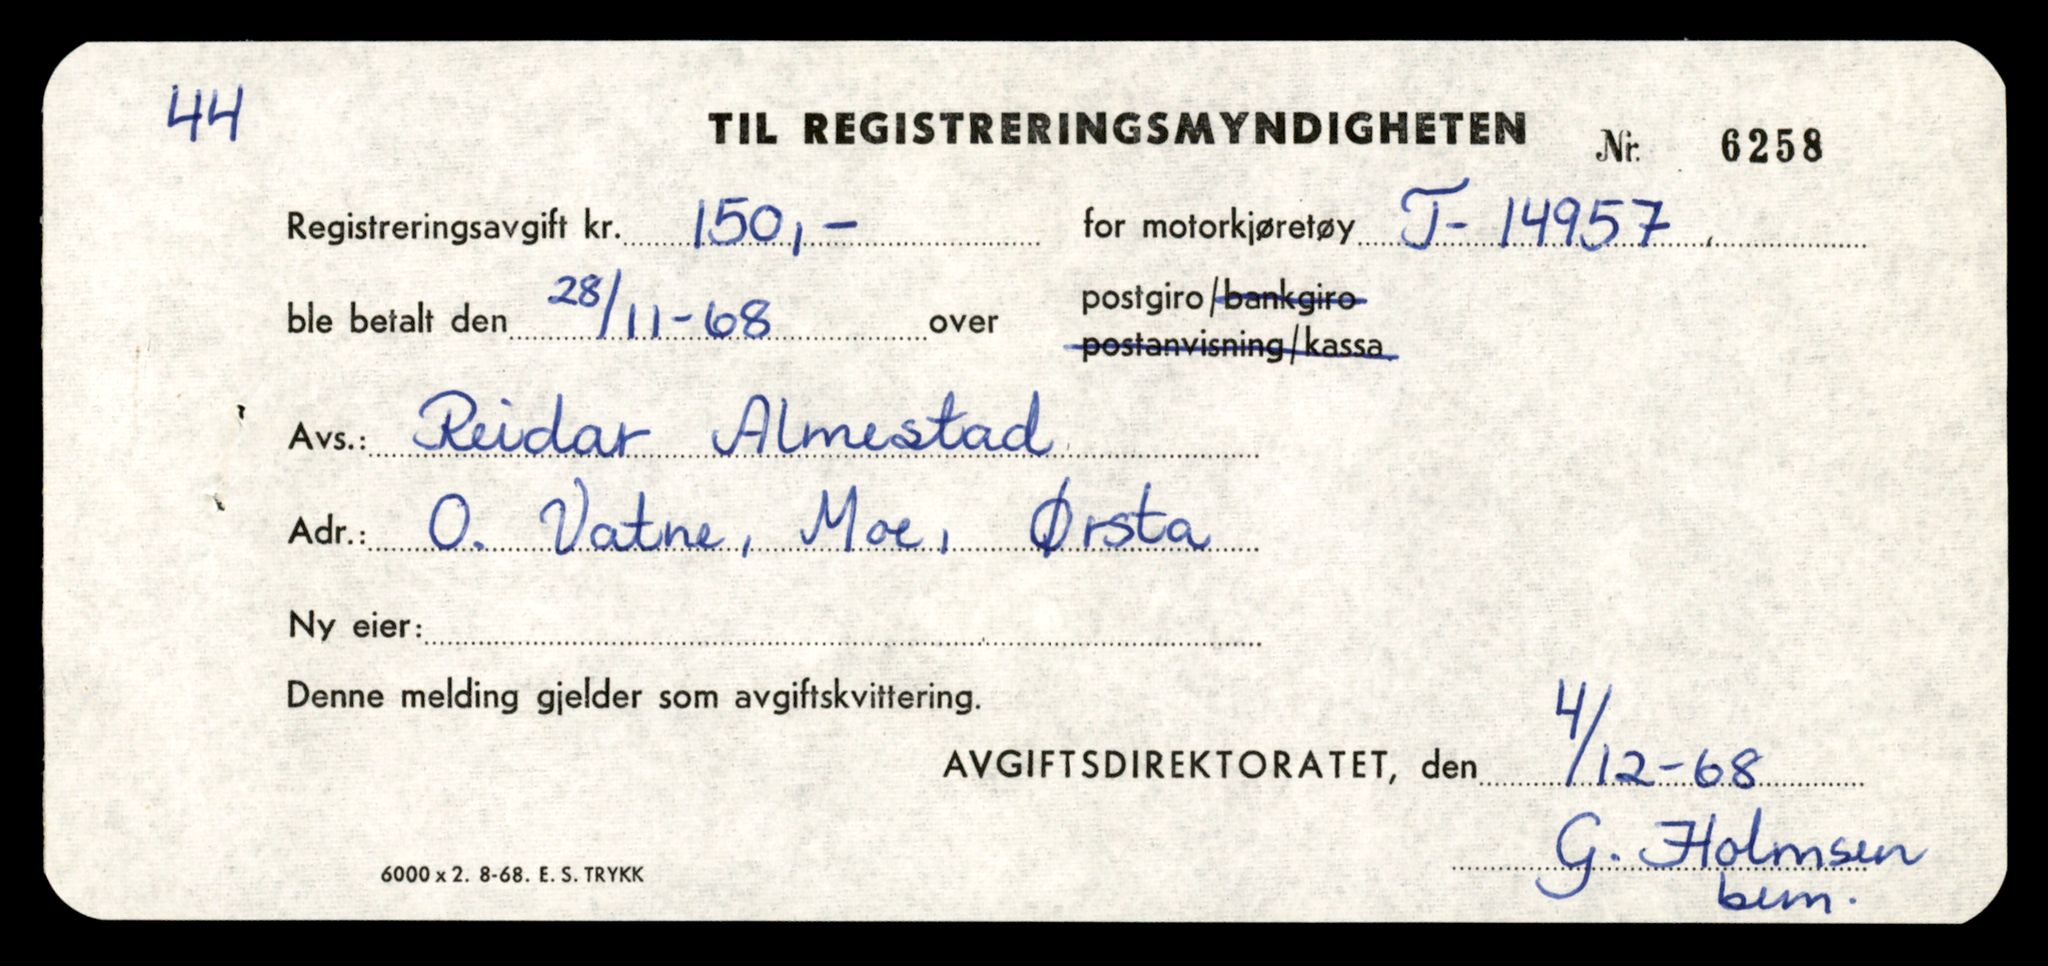 44
TIL REGISTRERINGSMYNDIGHETEN Nr. 6258
Registreringsavgift kr. 150,- for motorkjøretøy T- 14957
ble betalt den 28/11-68 over postgiro/bankgiro
postanvisning/kassa
Avs.: Reidar Almestad
Adr.: O. Vatne, Moe, Ørsta
Ny eier:
Denne melding gjelder som avgiftskvittering.
AVGIFTSDIREKTORATET, den 4/12-68
G. Holmsen
bem.
6000 x 2. 8-68. E. S. TRYKK